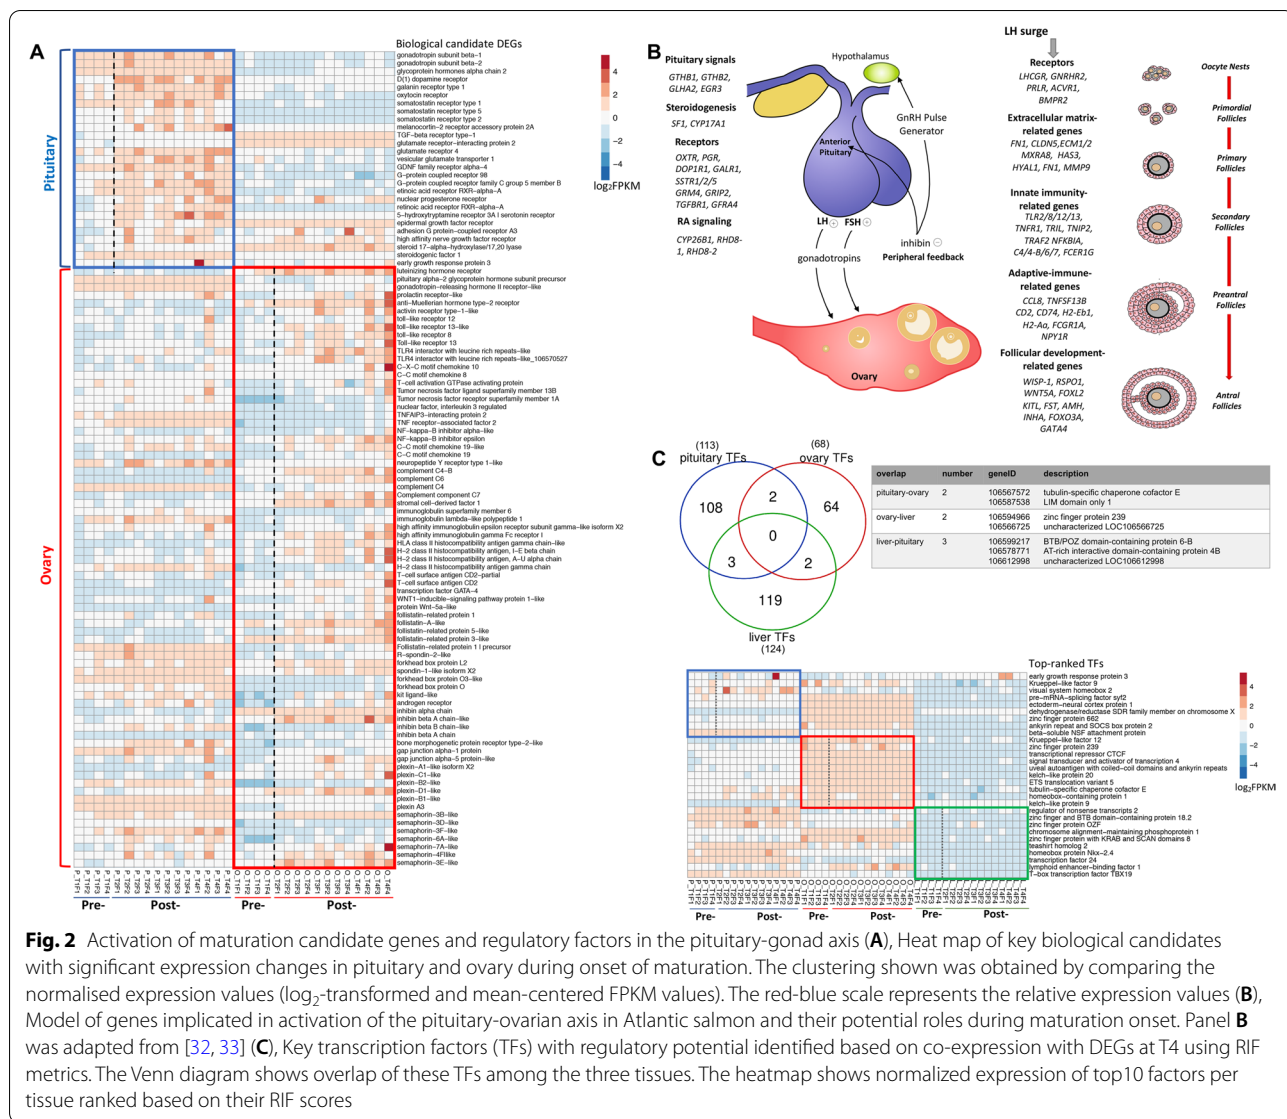 A
Biological candidate DEGs
Pituitary
Ovary
gonadotropin subunit beta-1
gonadotropin subunit beta-2
glycoprotein hormones alpha chain 2
D(1) dopamine receptor
galanin receptor type 1
oxytocin receptor
somatostatin receptor type 1
somatostatin receptor type 5
somatostatin receptor type 2
melanocortin-2 receptor accessory protein 2A
TGF-beta receptor type-1
glutamate receptor-interacting protein 2
glutamate receptor 4
vesicular glutamate transporter 1
GDNF family receptor alpha-4
G-protein coupled receptor 98
G-protein coupled receptor family C group 5 member B
etinoic acid receptor RXR-alpha-A
nuclear progesterone receptor
retinoic acid receptor RXR-alpha-A
5-hydroxytryptamine receptor 3A I serotonin receptor
epidermal growth factor receptor
adhesion G protein-coupled receptor A3
high affinity nerve growth factor receptor
steroid 17-alpha-hydroxylase/17,20 lyase
steroidogenic factor 1
early growth response protein 3
luteinizing hormone receptor
pituitary alpha-2 glycoprotein hormone subunit precursor
gonadotropin-releasing hormone II receptor-like
prolactin receptor-like
anti-Muellerian hormone type-2 receptor
activin receptor type-1-like
toll-like receptor 12
toll-like receptor 13-like
toll-like receptor 8
Toll-like receptor 13
TLR4 interactor with leucine rich repeats-like
TLR4 interactor with leucine rich repeats-like_106570527
C-X-C motif chemokine 10
C-C motif chemokine 8
T-cell activation GTPase activating protein
Tumor necrosis factor ligand superfamily member 13B
Tumor necrosis factor receptor superfamily member 1A
nuclear factor, interleukin 3 regulated
TNFAIP3-interacting protein 2
TNF receptor-associated factor 2
NF-kappa-B inhibitor alpha-like
NF-kappa-B inhibitor epsilon
C-C motif chemokine 19-like
C-C motif chemokine 19
neuropeptide Y receptor type 1-like
complement C4-B
complement C6
complement C4
Complement component C7
stromal cell-derived factor 1
immunoglobulin superfamily member 6
immunoglobulin lambda-like polypeptide 1
high affinity immunoglobulin epsilon receptor subunit gamma-like isoform X2
high affinity immunoglobulin gamma Fc receptor I
HLA class II histocompatibility antigen gamma chain-like
H-2 class II histocompatibility antigen, I-E beta chain
H-2 class II histocompatibility antigen, A-U alpha chain
H-2 class II histocompatibility antigen gamma chain
T-cell surface antigen CD2-partial
T-cell surface antigen CD2
transcription factor GATA-4
WNT1-inducible-signaling pathway protein 1-like
protein Wnt-5a-like
follistatin-related protein 1
follistatin-A-like
follistatin-related protein 5-like
follistatin-related protein 3-like
Follistatin-related protein 1 I precursor
R-spondin-2-like
forkhead box protein L2
spondin-1-like isoform X2
forkhead box protein O3-like
forkhead box protein O
kit ligand-like
androgen receptor
inhibin alpha chain
inhibin beta A chain-like
inhibin beta B chain-like
inhibin beta A chain
bone morphogenetic protein receptor type-2-like
gap junction alpha-1 protein
gap junction alpha-5 protein-like
plexin-A1-like isoform X2
plexin-C1-like
plexin-B2-like
plexin-D1-like
plexin-B1-like
plexin A3
semaphorin-3B-like
semaphorin-3D-like
semaphorin-3F-like
semaphorin-6A-like
semaphorin-7A-like
semaphorin-4Flike
semaphorin-3E-like
4
2
0
−2
−4
log2FPKM
P_T1F1 P_T1F2 P_T1F3 P_T1F4 P_T2F1 P_T2F2 P_T2F3 P_T2F4 P_T3F1 P_T3F2 P_T3F3 P_T3F4 P_T4F1 P_T4F2 P_T4F3 P_T4F4 O_T1F1 O_T1F2 O_T1F3 O_T1F4 O_T2F1 O_T2F2 O_T2F3 O_T2F4 O_T3F1 O_T3F2 O_T3F3 O_T3F4 O_T4F1 O_T4F2 O_T4F3 O_T4F4
Pre- Post- Pre- Post-
B
Pituitary signals
GTHB1, GTHB2,
GLHA2, EGR3
Steroidogenesis
SF1, CYP17A1
Receptors
OXTR, PGR,
DOP1R1, GALR1,
SSTR1/2/5
GRM4, GRIP2,
TGFBR1, GFRA4
RA signaling
CYP26B1, RHD8-
1, RHD8-2
Hypothalamus
GnRH Pulse
Generator
Anterior
Pituitary
LH + FSH +
gonadotropins
inhibin −
Peripheral feedback
Ovary
LH surge
Receptors
LHCGR, GNRHR2,
PRLR, ACVR1,
BMPR2
Extracellular matrix-
related genes
FN1, CLDN5,ECM1/2
MXRA8, HAS3,
HYAL1, FN1, MMP9
Innate immunity-
related genes
TLR2/8/12/13,
TNFR1, TRIL, TNIP2,
TRAF2 NFKBIA,
C4/4-B/6/7, FCER1G
Adaptive-immune-
related genes
CCL8, TNFSF13B
CD2, CD74, H2-Eb1,
H2-Aa, FCGR1A,
NPY1R
Follicular development-
related genes
WISP-1, RSPO1,
WNT5A, FOXL2
KITL, FST, AMH,
INHA, FOXO3A,
GATA4
Oocyte Nests
Primordial
Follicles
Primary
Follicles
Secondary
Follicles
Preantral
Follicles
Antral
Follicles
C
(113)
pituitary TFs
(68)
ovary TFs
108
2
64
0
3
2
119
liver TFs
(124)
overlap number geneID description
pituitary-ovary 2 106567572 tubulin-specific chaperone cofactor E
106587538 LIM domain only 1
ovary-liver 2 106594966 zinc finger protein 239
106566725 uncharacterized LOC106566725
liver-pituitary 3 106599217 BTB/POZ domain-containing protein 6-B
106578771 AT-rich interactive domain-containing protein 4B
106612998 uncharacterized LOC106612998
Top-ranked TFs
early growth response protein 3
Krueppel-like factor 9
visual system homeobox 2
pre-mRNA-splicing factor syf2
ectoderm-neural cortex protein 1
dehydrogenase/reductase SDR family member on chromosome X
zinc finger protein 662
ankyrin repeat and SOCS box protein 2
beta-soluble NSF attachment protein
Krueppel-like factor 12
zinc finger protein 239
transcriptional repressor CTCF
signal transducer and activator of transcription 4
uveal autoantigen with coiled-coil domains and ankyrin repeats
kelch-like protein 20
ETS translocation variant 5
tubulin-specific chaperone cofactor E
homeobox-containing protein 1
kelch-like protein 9
regulator of nonsense transcripts 2
zinc finger and BTB domain-containing protein 18.2
zinc finger protein OZF
chromosome alignment-maintaining phosphoprotein 1
zinc finger protein with KRAB and SCAN domains 8
teashirt homolog 2
homeobox protein Nkx-2.4
transcription factor 24
lymphoid enhancer-binding factor 1
T-box transcription factor TBX19
4
2
0
−2
−4
log2FPKM
Pre- Post- Pre- Post- Pre- Post-
Fig. 2 Activation of maturation candidate genes and regulatory factors in the pituitary-gonad axis (A), Heat map of key biological candidates
with significant expression changes in pituitary and ovary during onset of maturation. The clustering shown was obtained by comparing the
normalised expression values (log2-transformed and mean-centered FPKM values). The red-blue scale represents the relative expression values (B),
Model of genes implicated in activation of the pituitary-ovarian axis in Atlantic salmon and their potential roles during maturation onset. Panel B
was adapted from [32, 33] (C), Key transcription factors (TFs) with regulatory potential identified based on co-expression with DEGs at T4 using RIF
metrics. The Venn diagram shows overlap of these TFs among the three tissues. The heatmap shows normalized expression of top10 factors per
tissue ranked based on their RIF scores